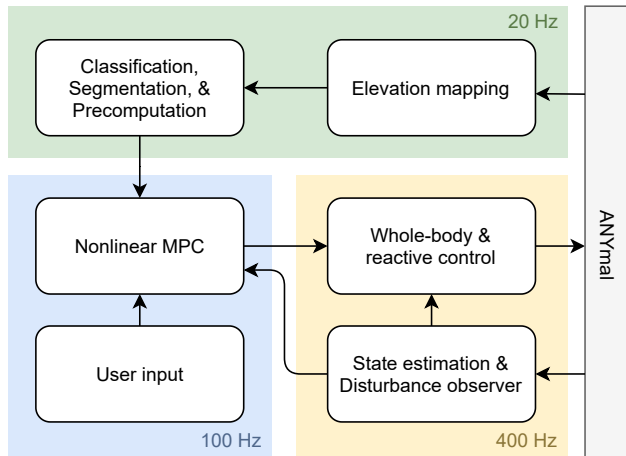 20 Hz
Classification,
Segmentation, &
Precomputation
Elevation mapping
ANYmal
Nonlinear MPC
Whole-body &
reactive control
User input
State estimation &
Disturbance observer
100 Hz
400 Hz